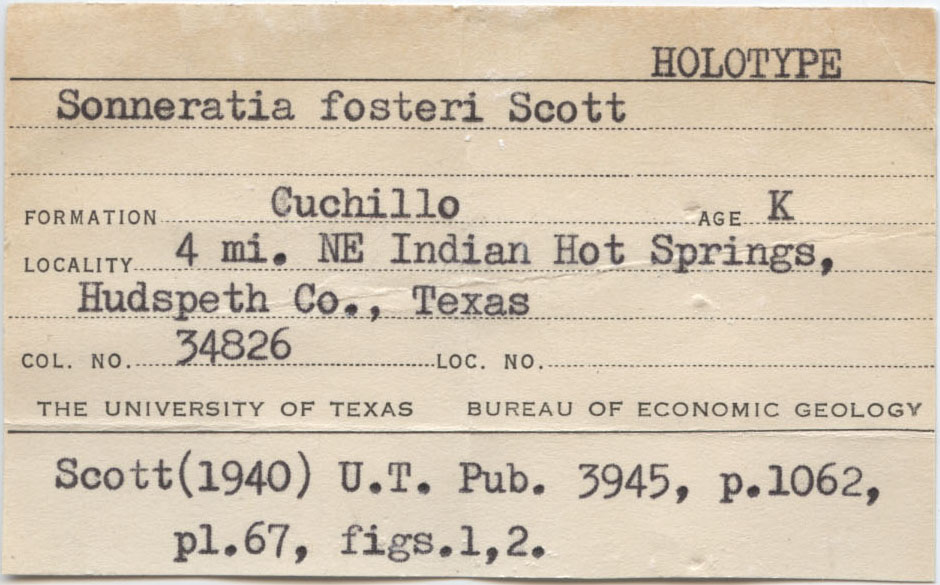 HOLOTYPE
Sonneratia fosteri Scott
FORMATION Cuchillo AGE K
LOCALITY 4 mi. NE Indian Hot Springs,
Hudspeth Co., Texas
COL. NO. 34826 LOC. NO.
THE UNIVERSITY OF TEXAS BUREAU OF ECONOMIC GEOLOGY
Scott(1940) U.T. Pub. 3945, p.1062,
pl.67, figs.1,2.